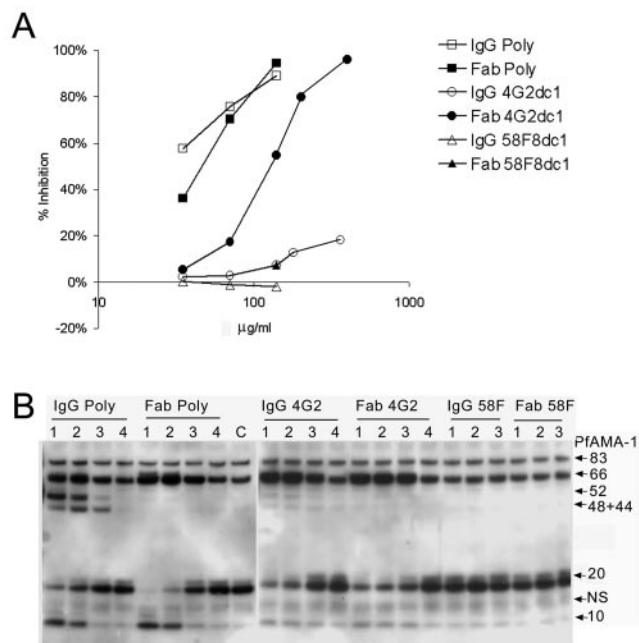 A
100%
80%
60%
40%
20%
0%
-20%
% Inhibition
10
100
1000
µg/ml
IgG Poly
Fab Poly
IgG 4G2dc1
Fab 4G2dc1
IgG 58F8dc1
Fab 58F8dc1
B
IgG Poly Fab Poly IgG 4G2 Fab 4G2 IgG 58F Fab 58F
1 2 3 4 1 2 3 4 C 1 2 3 4 1 2 3 4 1 2 3 1 2 3
PfAMA-1
83
66
52
48+44
20
NS
10